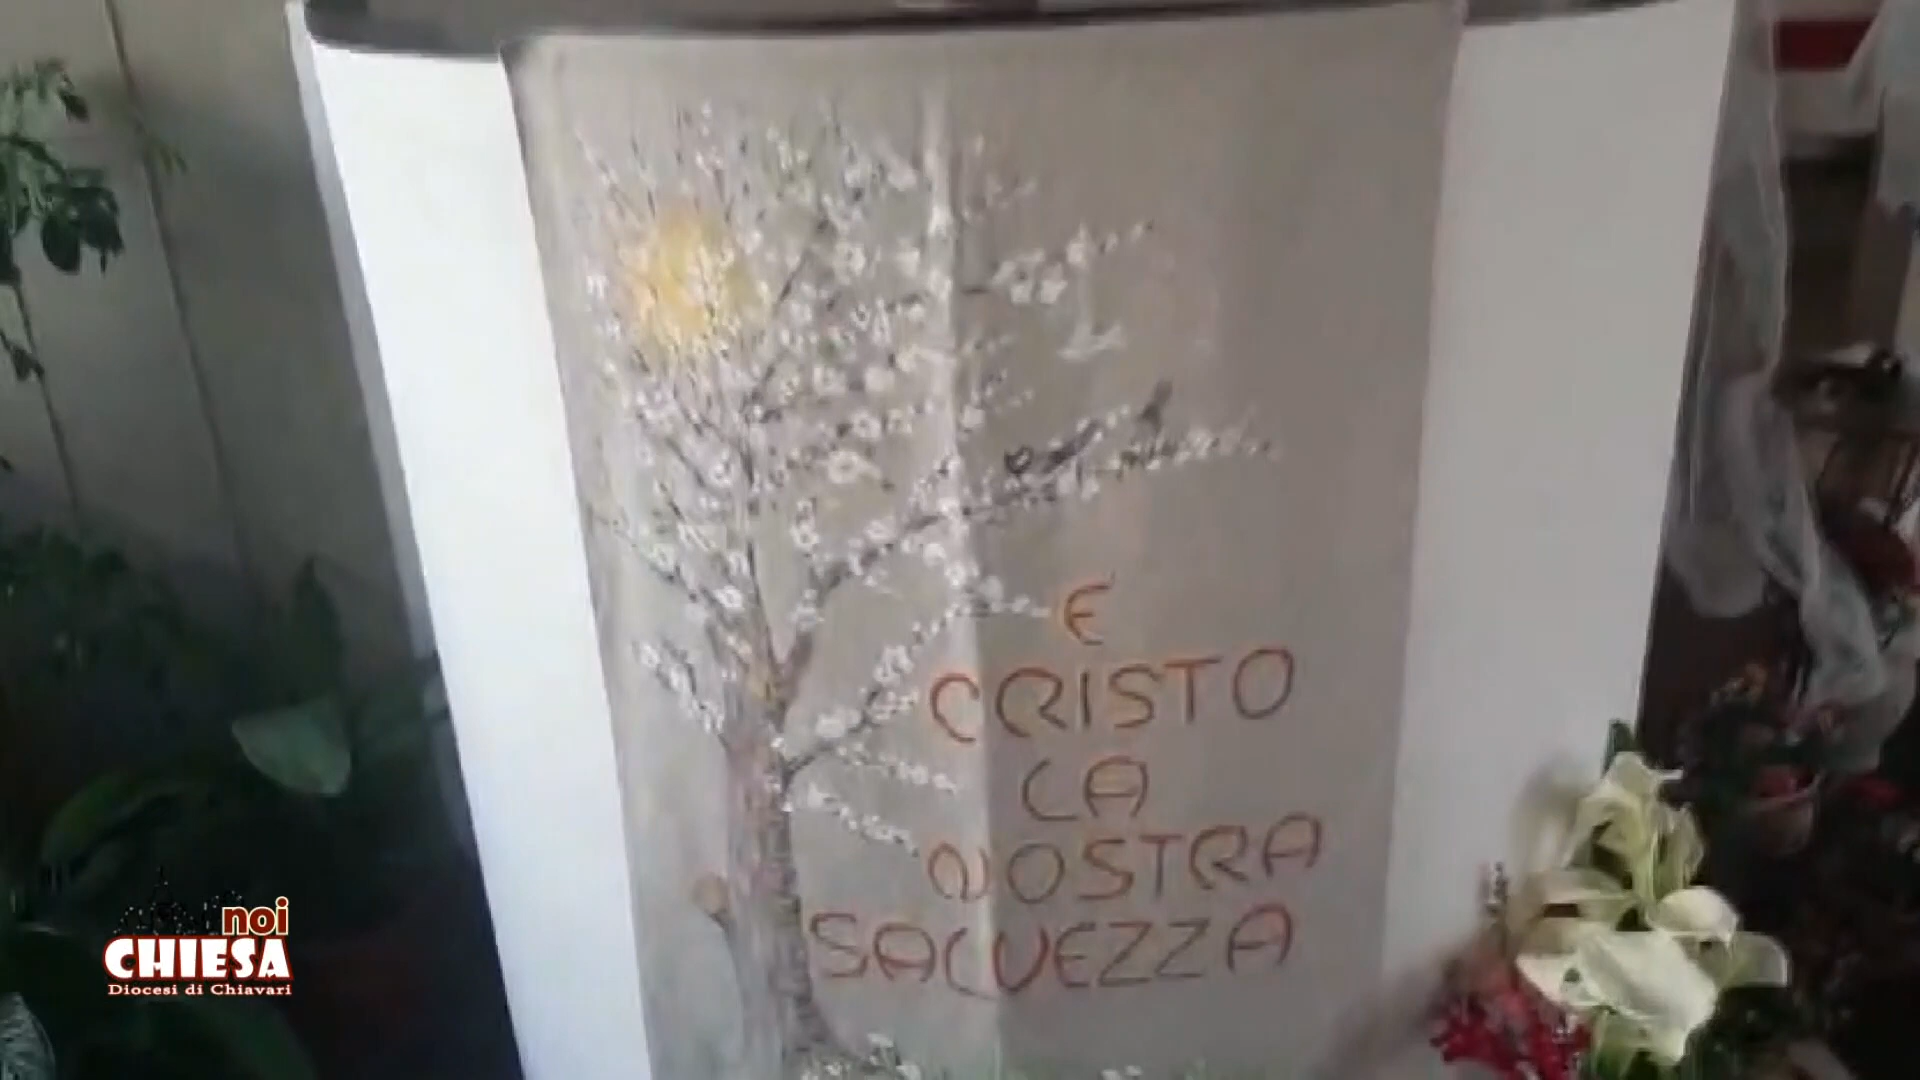 E'
CRISTO
LA
NOSTRA
SALVEZZA
noi
CHIESA
Diocesi di Chiavari